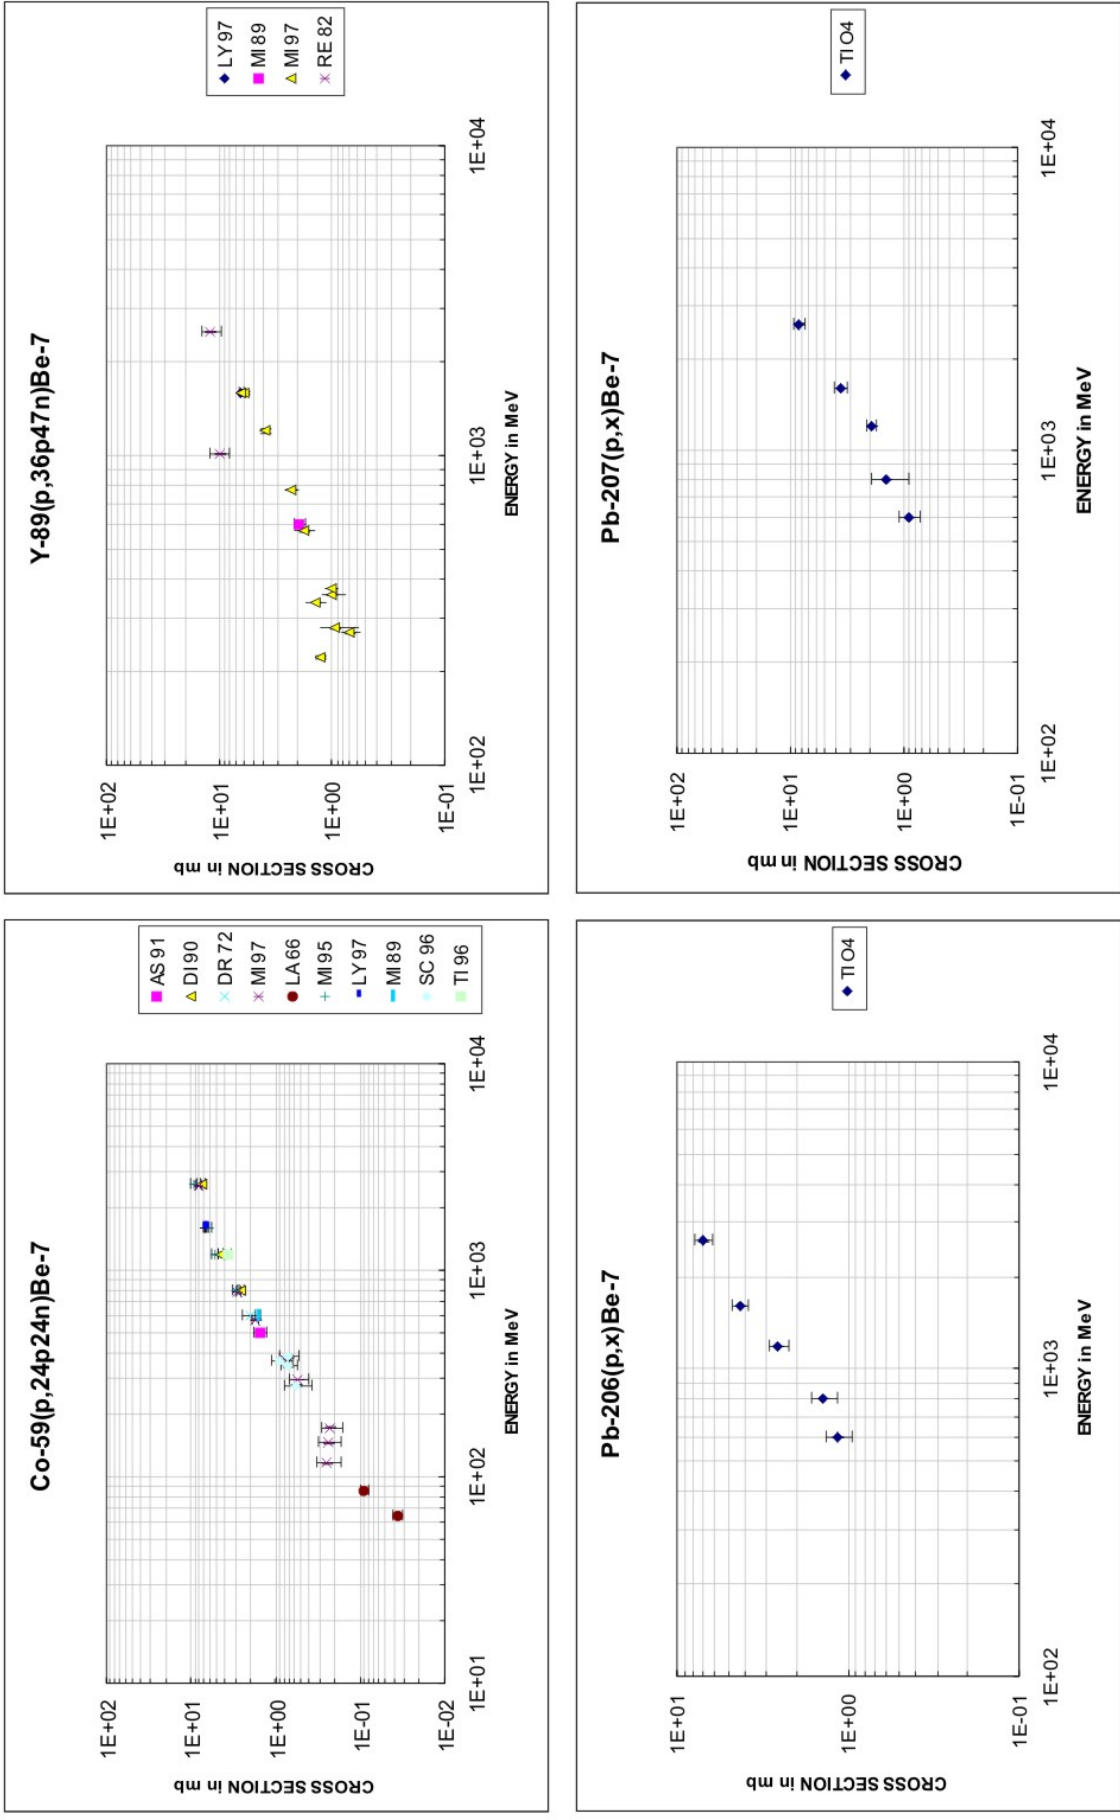 Co-59(p,24p24n)Be-7
CROSS SECTION in mb
1E+02
1E+01
1E+00
1E-01
1E-02
1E+01
1E+02
1E+03
1E+04
ENERGY in MeV
AS 91
DI 90
DR 72
MI 97
LA 66
MI 95
LY 97
MI 89
SC 96
TI 96
Y-89(p,36p47n)Be-7
CROSS SECTION in mb
1E+02
1E+01
1E+00
1E-01
1E+02
1E+03
1E+04
ENERGY in MeV
LY 97
MI 89
MI 97
RE 82
Pb-206(p,x)Be-7
CROSS SECTION in mb
1E+01
1E+00
1E-01
1E+02
1E+03
1E+04
ENERGY in MeV
TI O4
Pb-207(p,x)Be-7
CROSS SECTION in mb
1E+02
1E+01
1E+00
1E-01
1E+02
1E+03
1E+04
ENERGY in MeV
TI O4